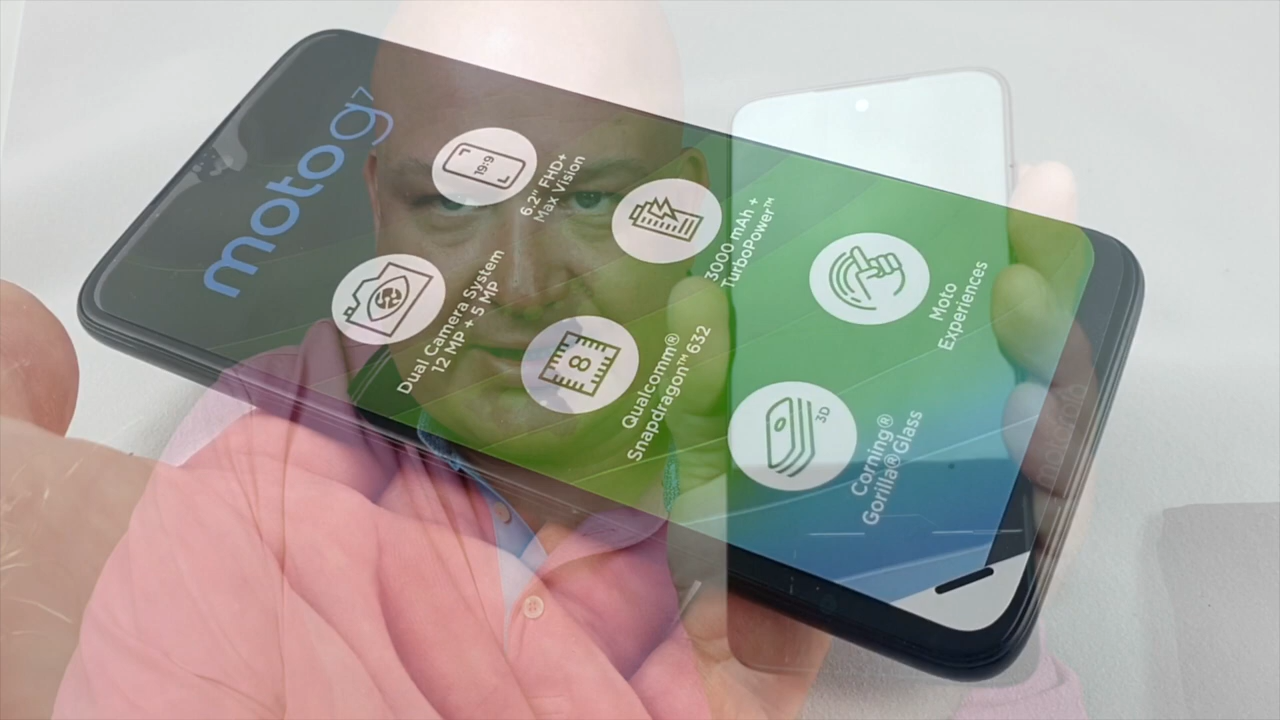 moto g7
19:9
6.2" FHD+
Max Vision
Dual Camera System
12 MP + 5 MP
3000 mAh +
TurboPower™
8
Qualcomm®
Snapdragon™ 632
Moto
Experiences
3D
Corning®
Gorilla® Glass
motorola